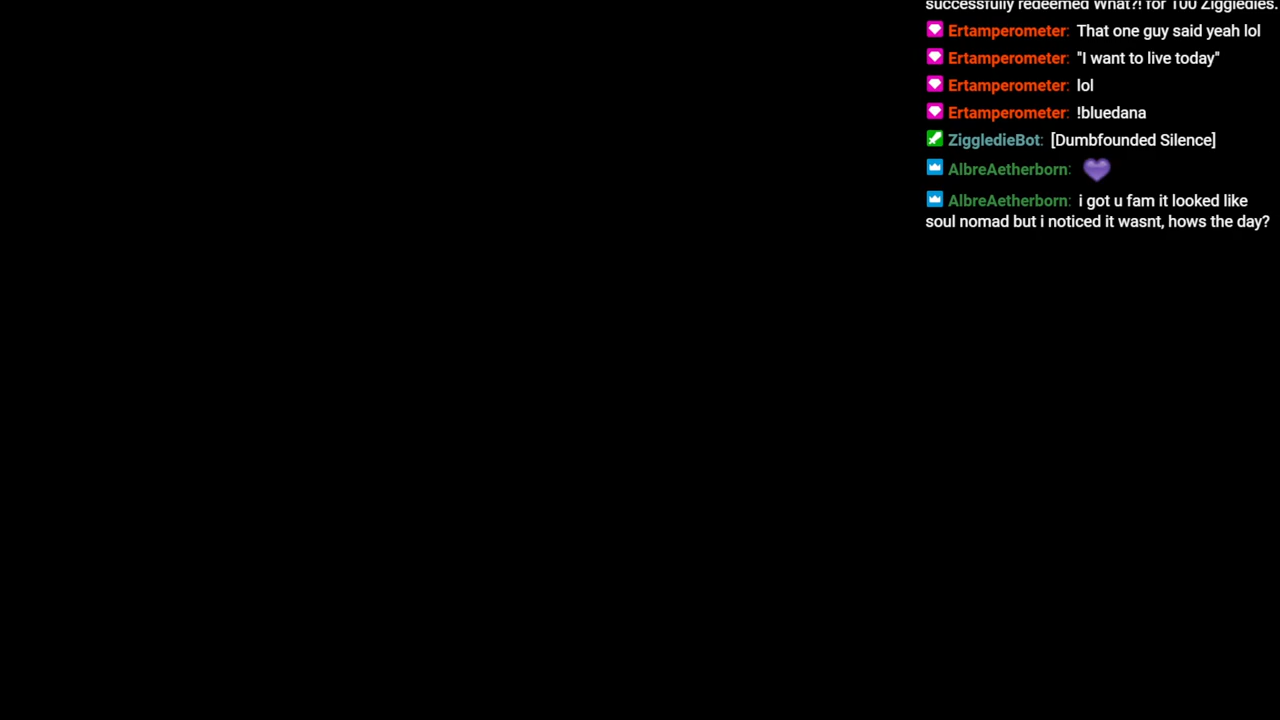 successfully redeemed What?! for 100 Ziggledies.
Ertamperometer: That one guy said yeah lol
Ertamperometer: "I want to live today"
Ertamperometer: lol
Ertamperometer: !bluedana
ZiggledieBot: [Dumbfounded Silence]
AlbreAetherborn:
AlbreAetherborn: i got u fam it looked like
soul nomad but i noticed it wasnt, hows the day?